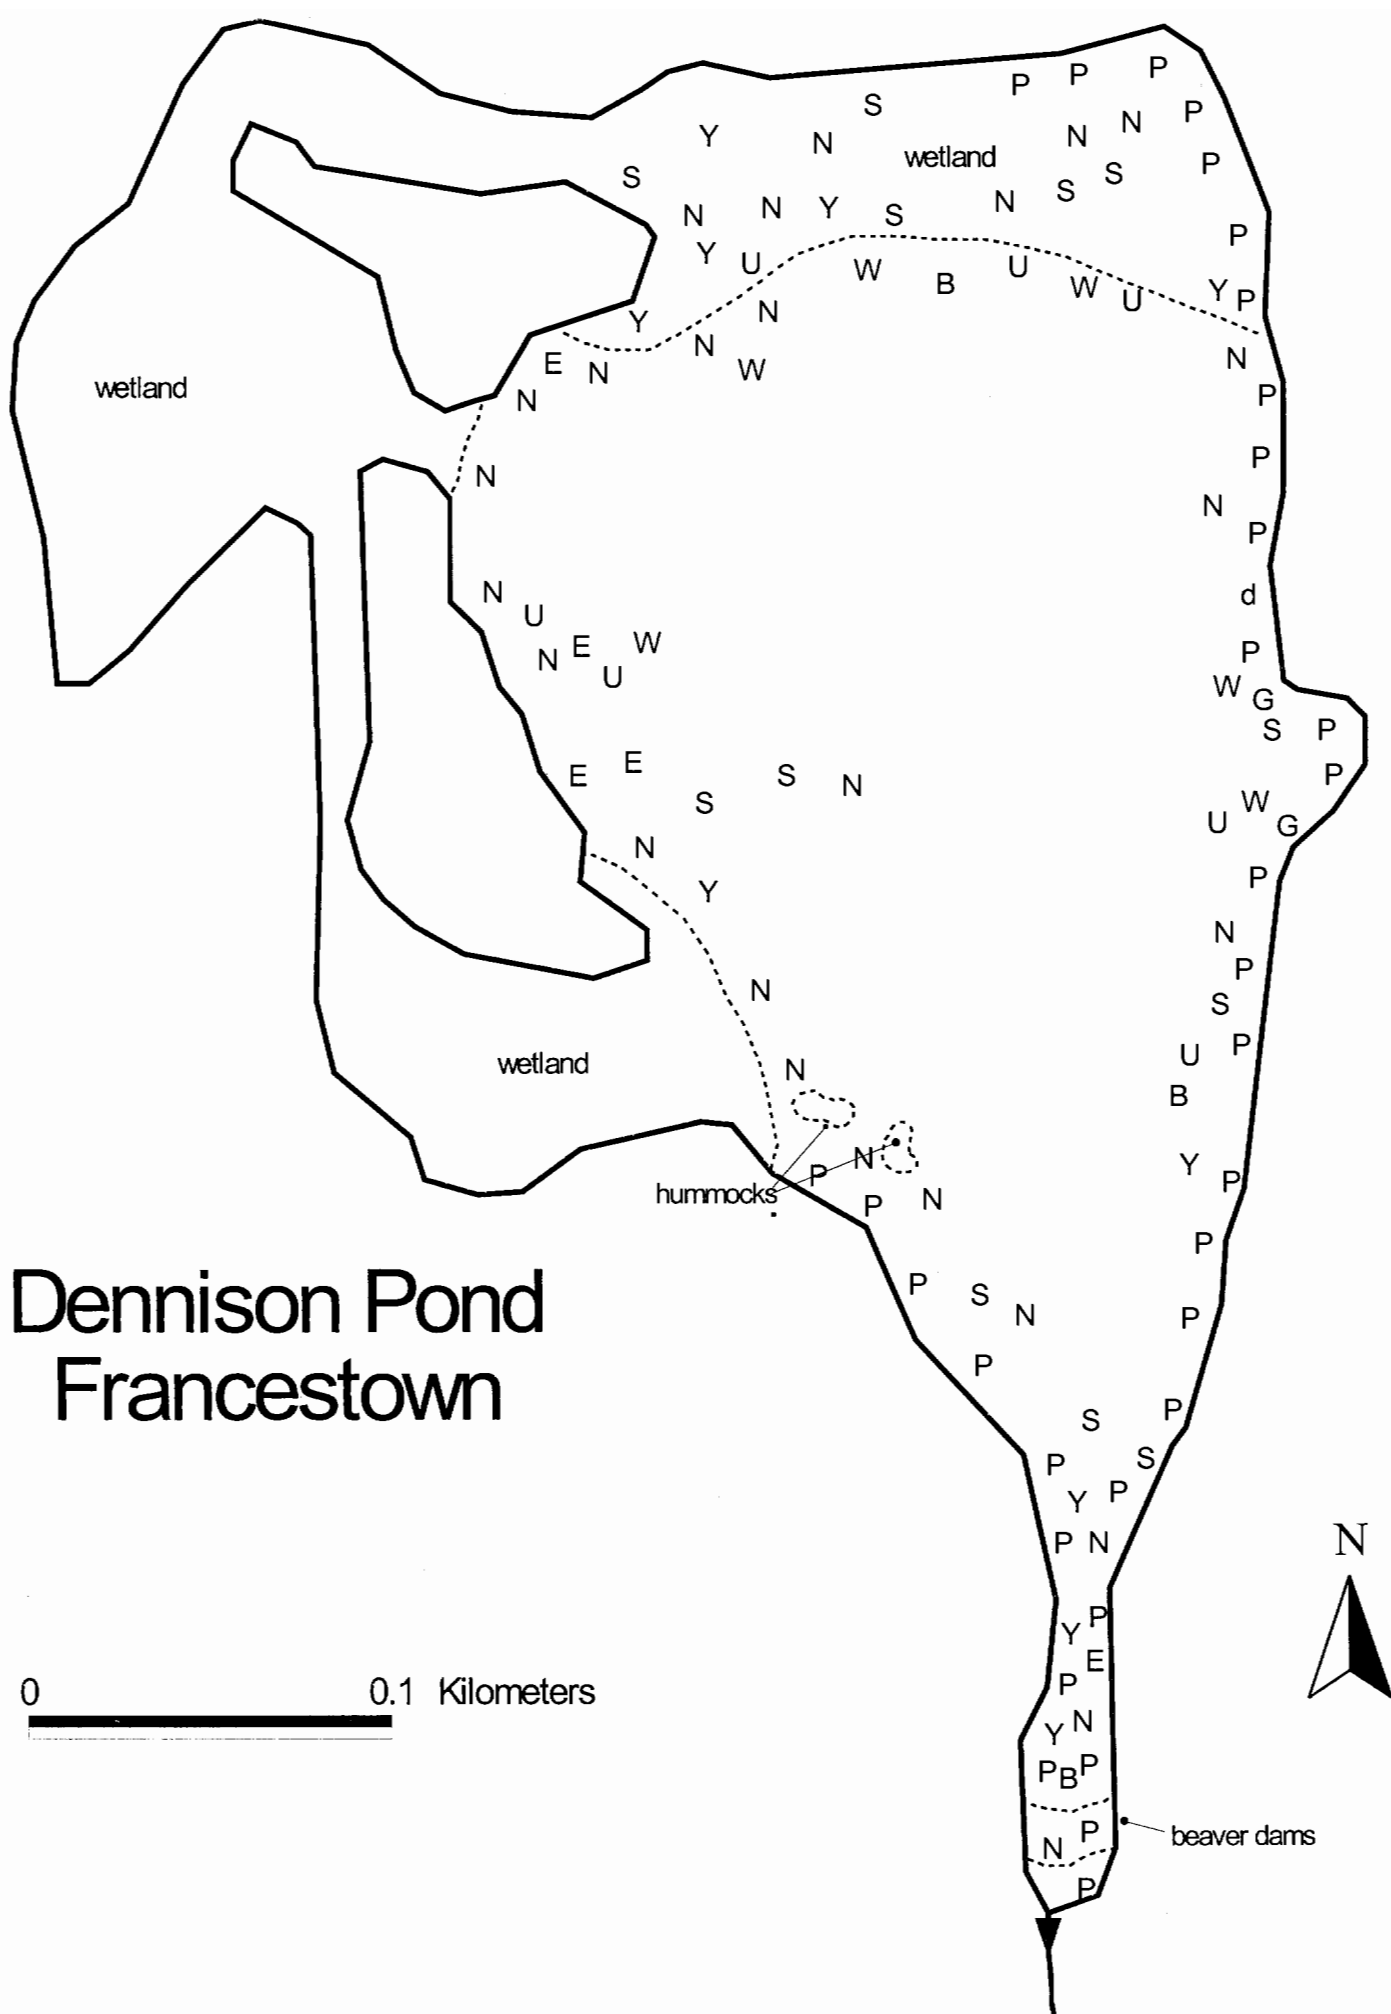 P P P
S P
Y N N N
wetland P
S S
S
N N Y S N
Y U P
W B U W U Y P
Y N
N W N
E N P
N
wetland
P
N N
P
N d
U
N E W P
U W G
S P
E E S N P
S W
U G
N
Y P
N
P
N S
U P
wetland
N B
N Y P
P
hummocks P N
P
P S N P
Dennison Pond
Francestown
P
S P
P S
Y P
P N
N
P
Y
E
P
0 0.1 Kilometers
Y N
P B P
P
N
beaver dams
P